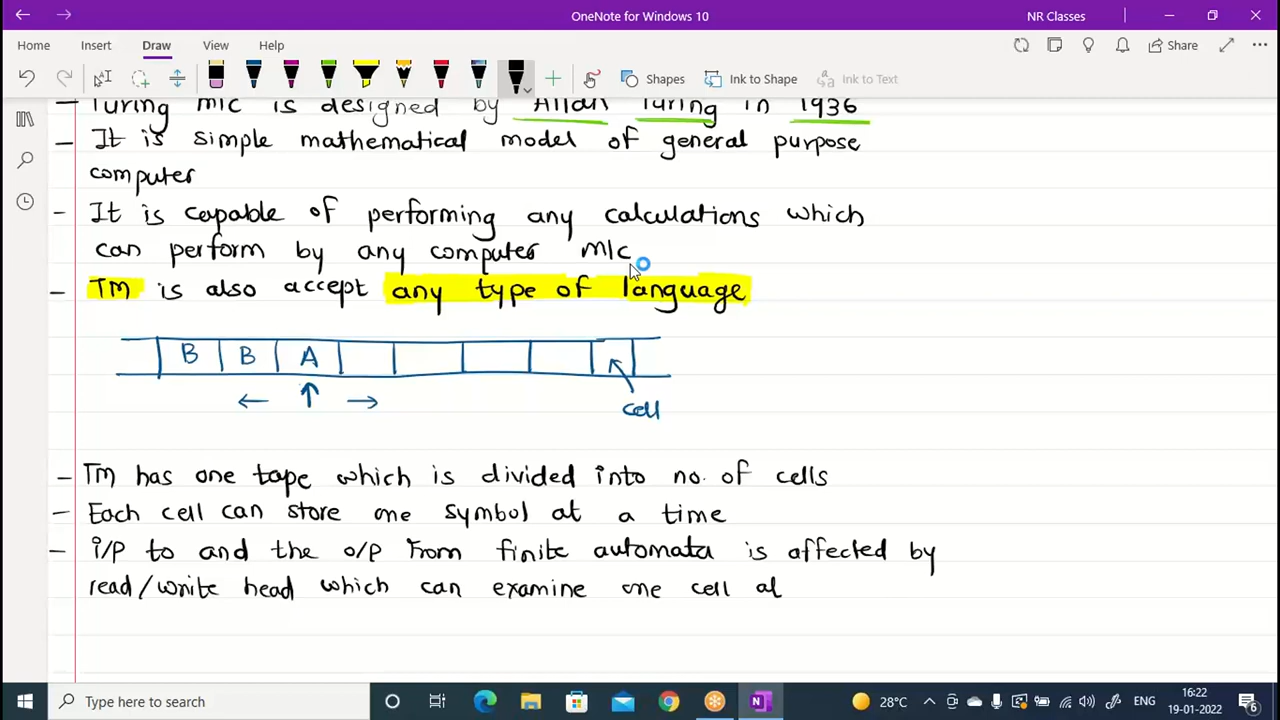 OneNote for Windows 10
NR Classes
Home Insert Draw View Help
Share
Shapes Ink to Shape Ink to Text
– Turing m/c is designed by Allan Turing in 1936
– It is simple mathematical model of general purpose
computer
- It is capable of performing any calculations which
can perform by any computer m/c
- TM is also accept any type of language
B B A
← ↑ →
cell
- TM has one tape which is divided into no. of cells
- Each cell can store one symbol at a time
- i/p to and the o/p from finite automata is affected by
read/write head which can examine one cell al
Type here to search
28°C ENG 16:22
19-01-2022
6